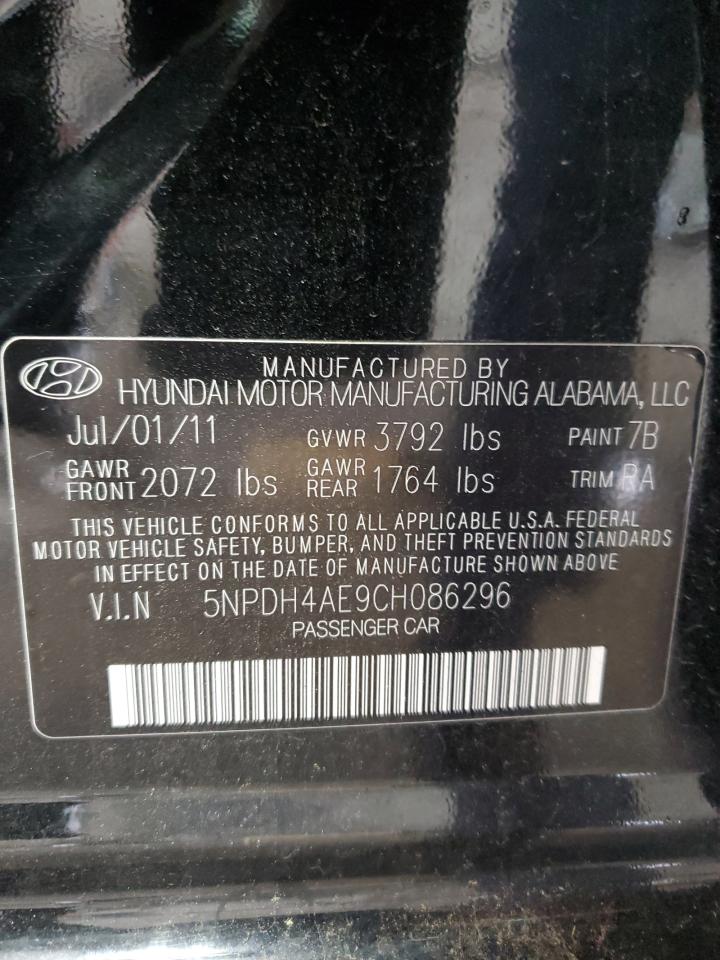 MANUFACTURED BY
HYUNDAI MOTOR MANUFACTURING ALABAMA, LLC
Jul/01/11 GVWR 3792 lbs PAINT 7B
GAWR FRONT 2072 lbs GAWR REAR 1764 lbs TRIM RA
THIS VEHICLE CONFORMS TO ALL APPLICABLE U.S.A. FEDERAL
MOTOR VEHICLE SAFETY, BUMPER, AND THEFT PREVENTION STANDARDS
IN EFFECT ON THE DATE OF MANUFACTURE SHOWN ABOVE
V.I.N 5NPDH4AE9CH086296
PASSENGER CAR